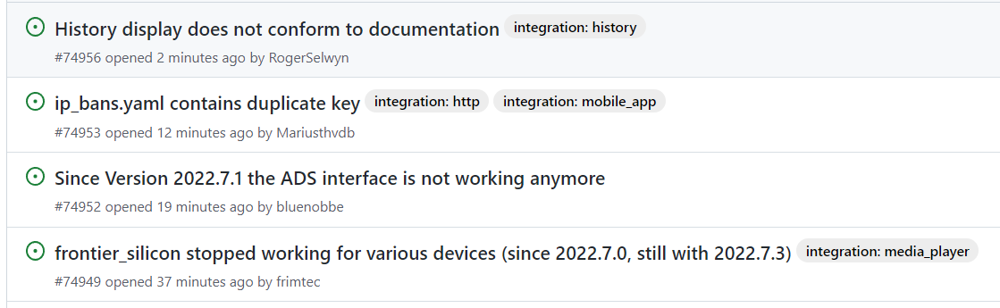 History display does not conform to documentation integration: history
#74956 opened 2 minutes ago by RogerSelwyn
ip_bans.yaml contains duplicate key integration: http integration: mobile_app
#74953 opened 12 minutes ago by Mariusthvdb
Since Version 2022.7.1 the ADS interface is not working anymore
#74952 opened 19 minutes ago by bluenobbe
frontier_silicon stopped working for various devices (since 2022.7.0, still with 2022.7.3) integration: media_player
#74949 opened 37 minutes ago by frimtec